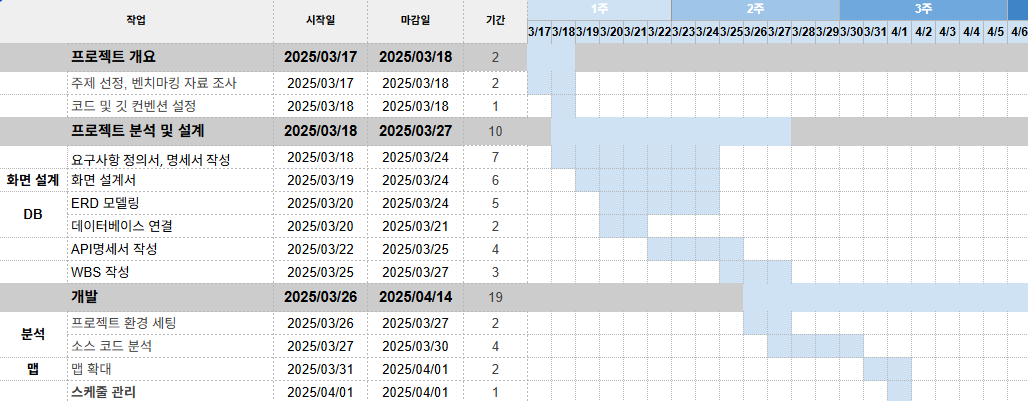 작업 시작일 마감일 기간 1주 2주 3주
3/17 3/18 3/19 3/20 3/21 3/22 3/23 3/24 3/25 3/26 3/27 3/28 3/29 3/30 3/31 4/1 4/2 4/3 4/4 4/5 4/6
프로젝트 개요 2025/03/17 2025/03/18 2
주제 선정, 벤치마킹 자료 조사 2025/03/17 2025/03/18 2
코드 및 깃 컨벤션 설정 2025/03/18 2025/03/18 1
프로젝트 분석 및 설계 2025/03/18 2025/03/27 10
요구사항 정의서, 명세서 작성 2025/03/18 2025/03/24 7
화면 설계 화면 설계서 2025/03/19 2025/03/24 6
DB ERD 모델링 2025/03/20 2025/03/24 5
데이터베이스 연결 2025/03/20 2025/03/21 2
API명세서 작성 2025/03/22 2025/03/25 4
WBS 작성 2025/03/25 2025/03/27 3
개발 2025/03/26 2025/04/14 19
분석 프로젝트 환경 세팅 2025/03/26 2025/03/27 2
소스 코드 분석 2025/03/27 2025/03/30 4
맵 맵 확대 2025/03/31 2025/04/01 2
스케줄 관리 2025/04/01 2025/04/01 1